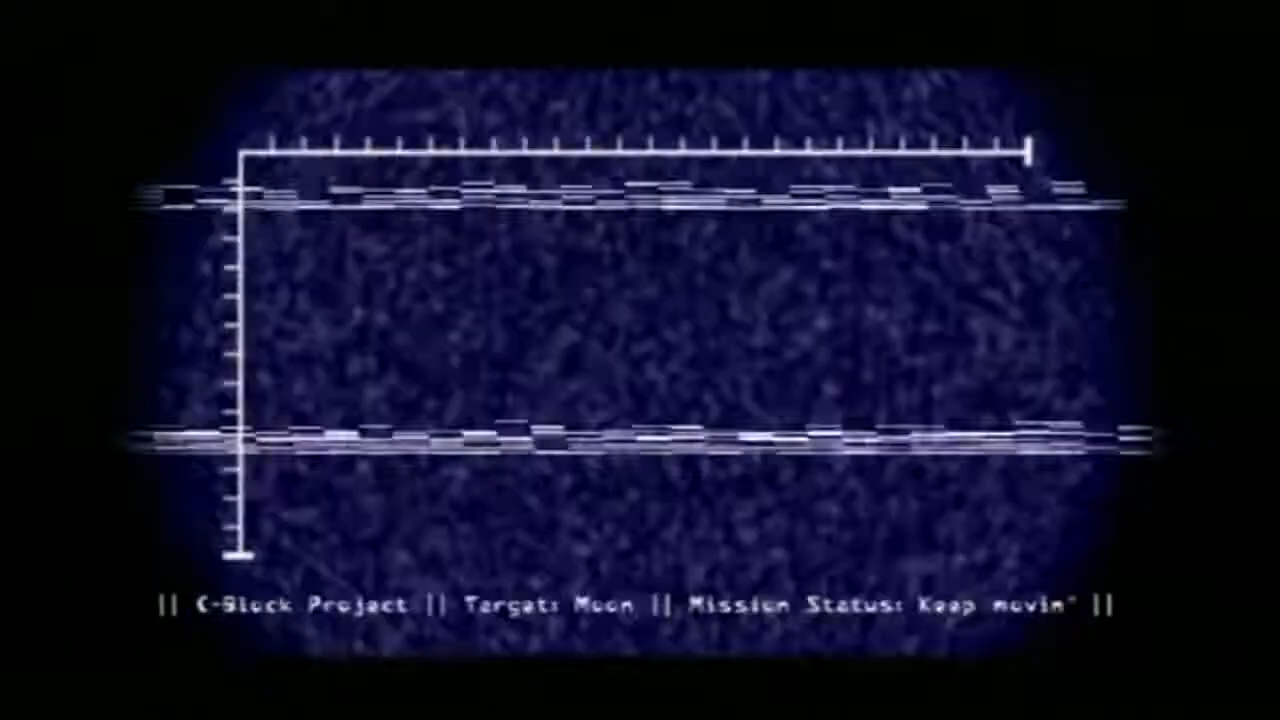 || C-Block Project || Target: Moon || Mission Status: Keep movin' ||